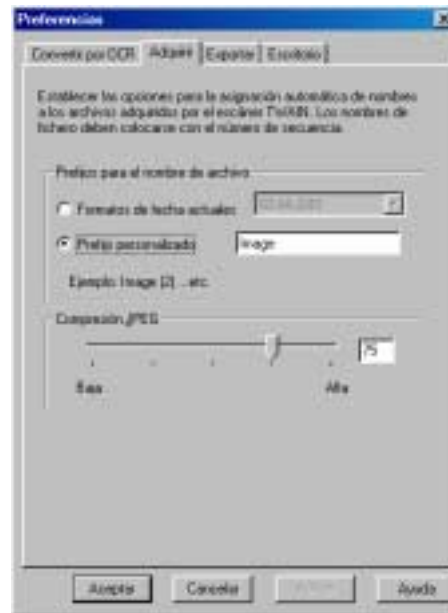 Preferencias
Convertir por OCR Adquirir Exportar Escritorio
Establecer las opciones para la asignación automática de nombres
a los archivos adquiridos por el escáner TWAIN. Los nombres de
fichero deben colocarse con el número de secuencia.
Prefijos para el nombre de archivo
Formatos de fecha actuales
Prefijo personalizado Image
Ejemplo: Image (2) ...etc.
Compresión JPEG
75
Baja Alta
Aceptar Cancelar Ayuda